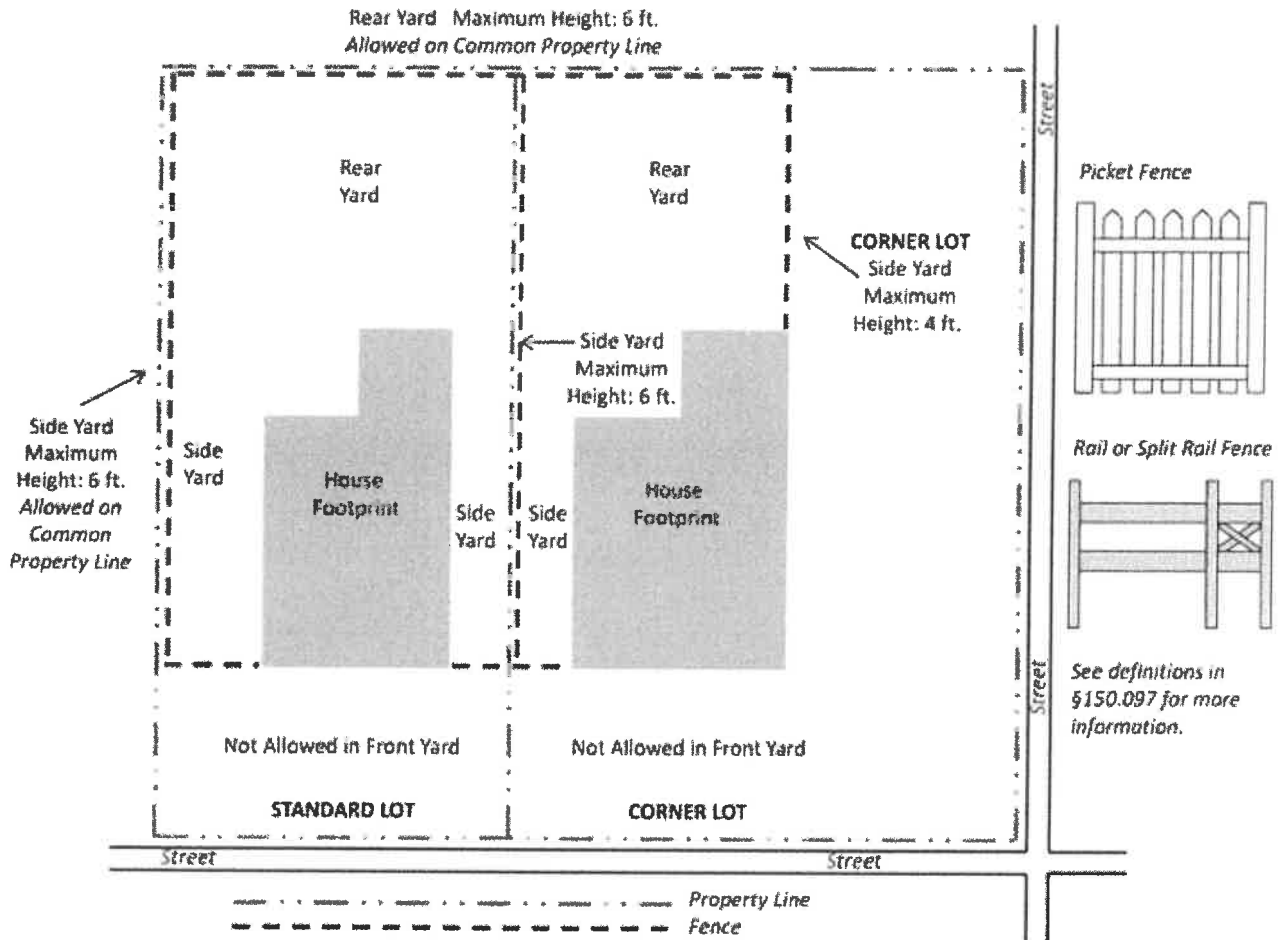 Rear Yard Maximum Height: 6 ft.
Allowed on Common Property Line
Street
Rear
Yard
Rear
Yard
Picket Fence
CORNER LOT
Side Yard
Maximum
Height: 4 ft.
Side Yard
Maximum
Height: 6 ft.
Side Yard
Maximum
Height: 6 ft.
Allowed on
Common
Property Line
Side
Yard
House
Footprint
Side
Yard
Side
Yard
House
Footprint
Rail or Split Rail Fence
See definitions in
§150.097 for more
information.
Street
Not Allowed in Front Yard
Not Allowed in Front Yard
STANDARD LOT
CORNER LOT
Street
Street
Property Line
Fence